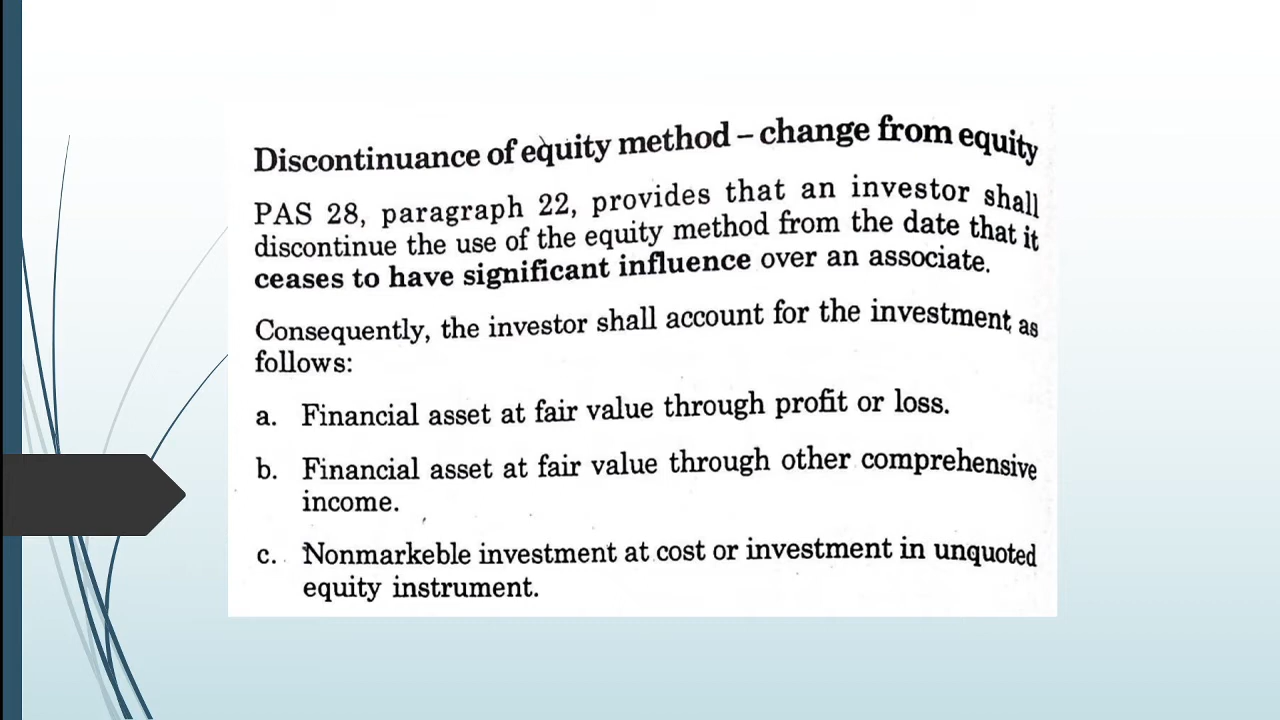 Discontinuance of equity method – change from equity
PAS 28, paragraph 22, provides that an investor shall
discontinue the use of the equity method from the date that it
ceases to have significant influence over an associate.
Consequently, the investor shall account for the investment as
follows:
a. Financial asset at fair value through profit or loss.
b. Financial asset at fair value through other comprehensive
income.
c. Nonmarkeble investment at cost or investment in unquoted
equity instrument.